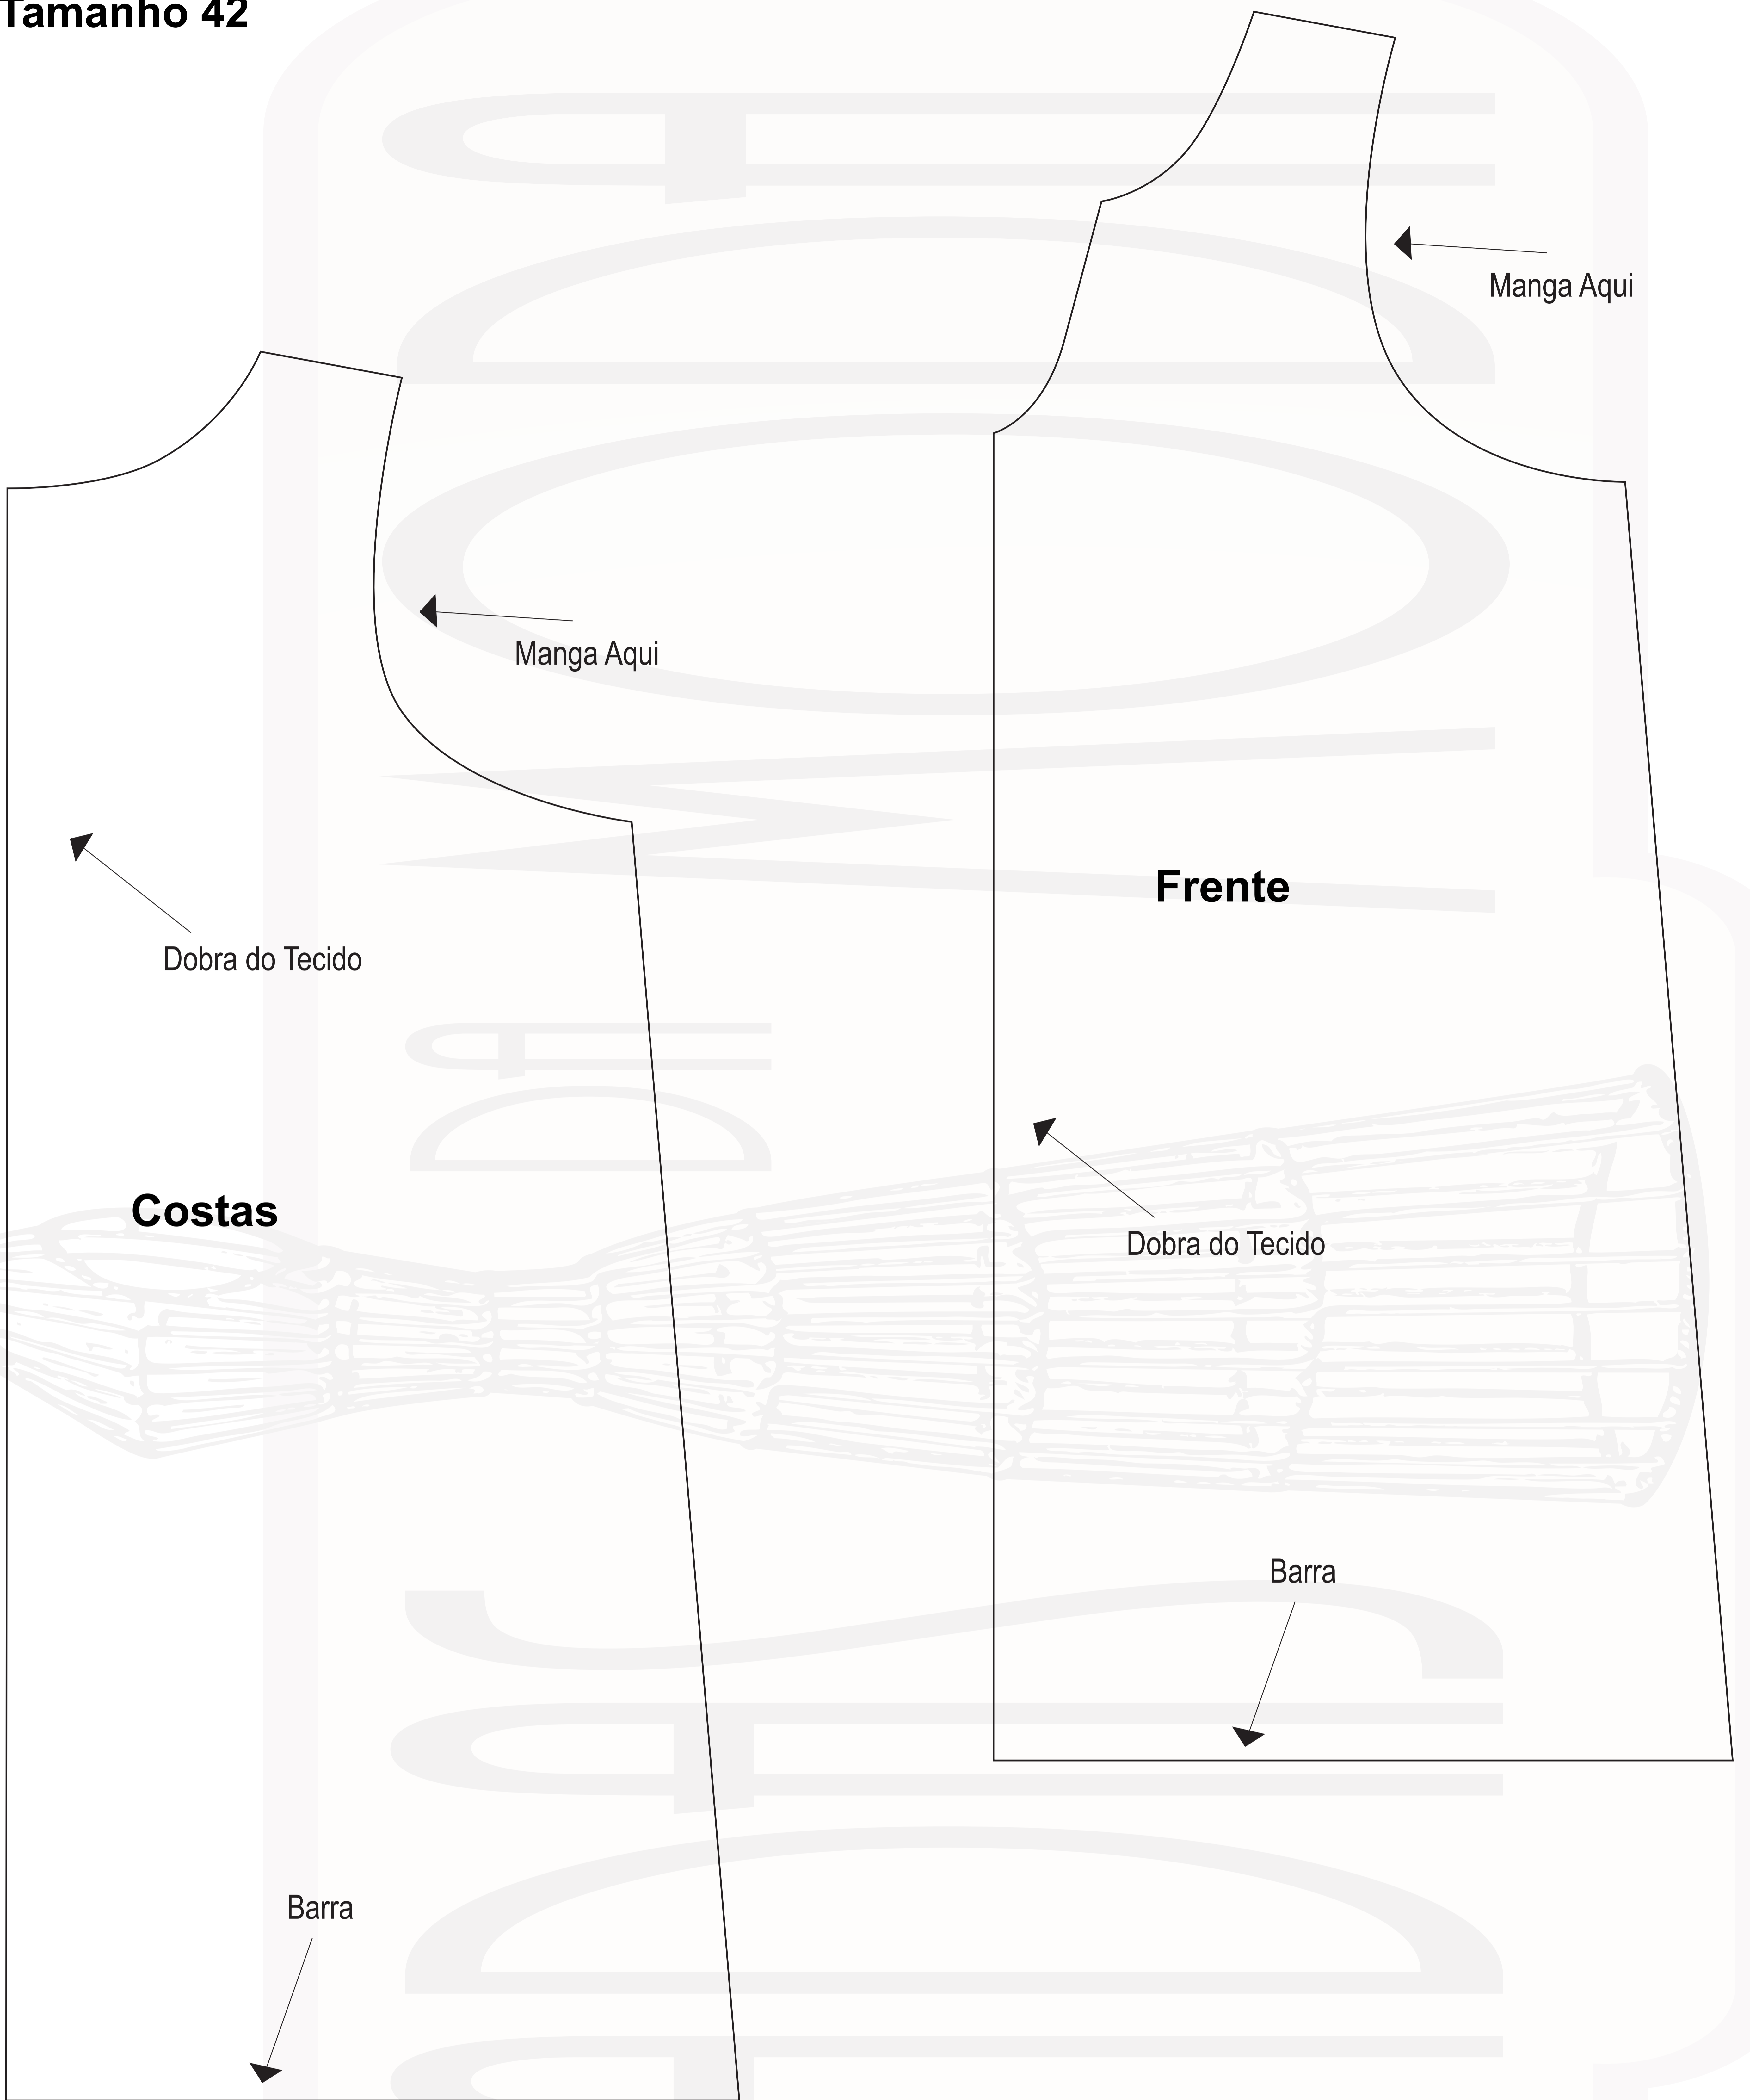 Tamanho 42
Manga Aqui
Manga Aqui
Frente
Dobra do Tecido
Costas
Dobra do Tecido
Barra
Barra